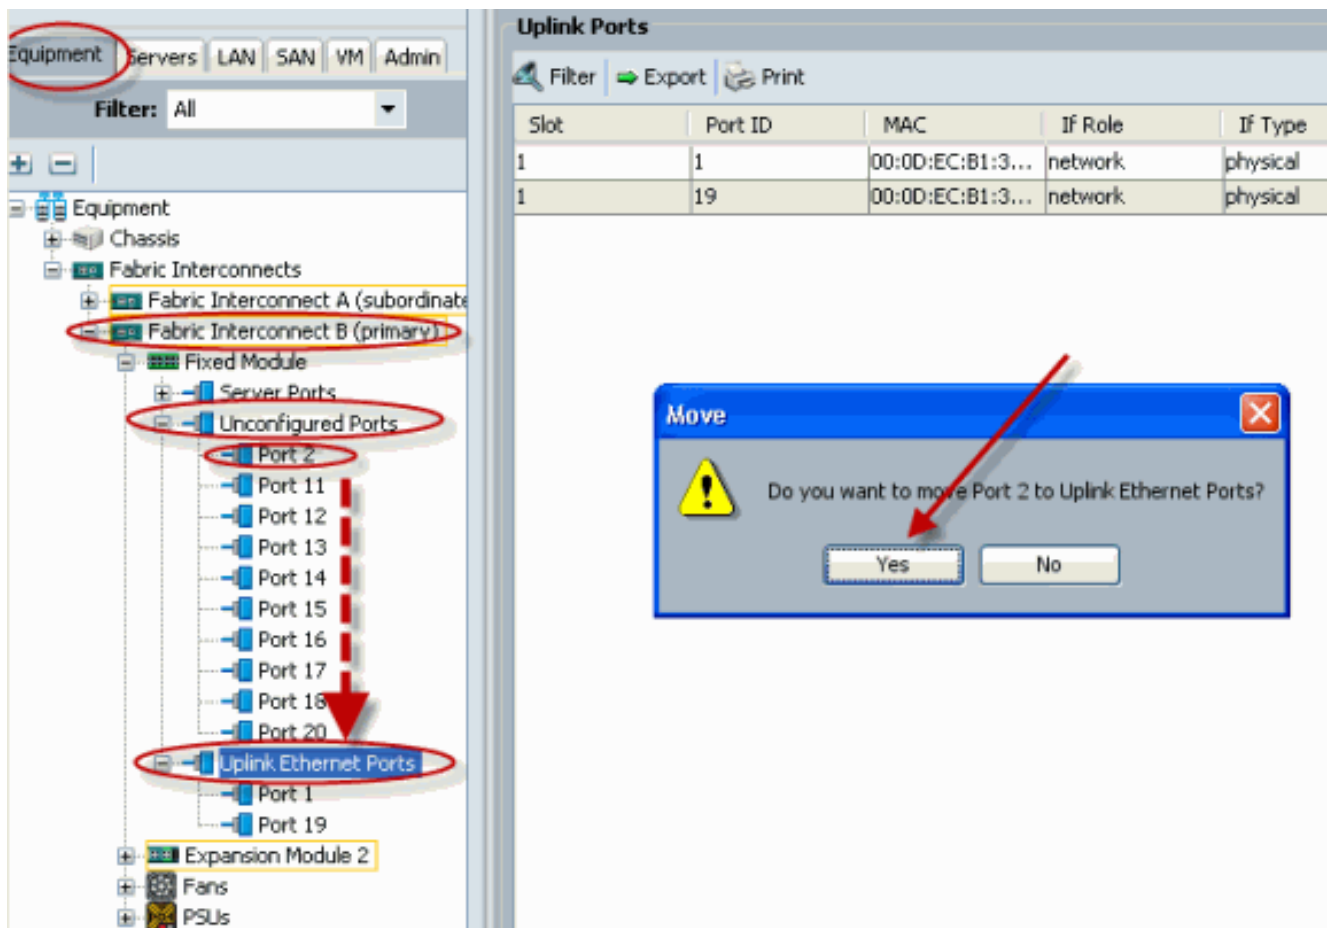 Equipment Servers LAN SAN VM Admin
Filter: All
Equipment
Chassis
Fabric Interconnects
Fabric Interconnect A (subordinate
Fabric Interconnect B (primary)
Fixed Module
Server Ports
Unconfigured Ports
Port 2
Port 11
Port 12
Port 13
Port 14
Port 15
Port 16
Port 17
Port 18
Port 20
Uplink Ethernet Ports
Port 1
Port 19
Expansion Module 2
Fans
PSUs
Uplink Ports
Filter Export Print
Slot Port ID MAC If Role If Type
1 1 00:0D:EC:B1:3... network physical
1 19 00:0D:EC:B1:3... network physical
Move
Do you want to move Port 2 to Uplink Ethernet Ports?
Yes No